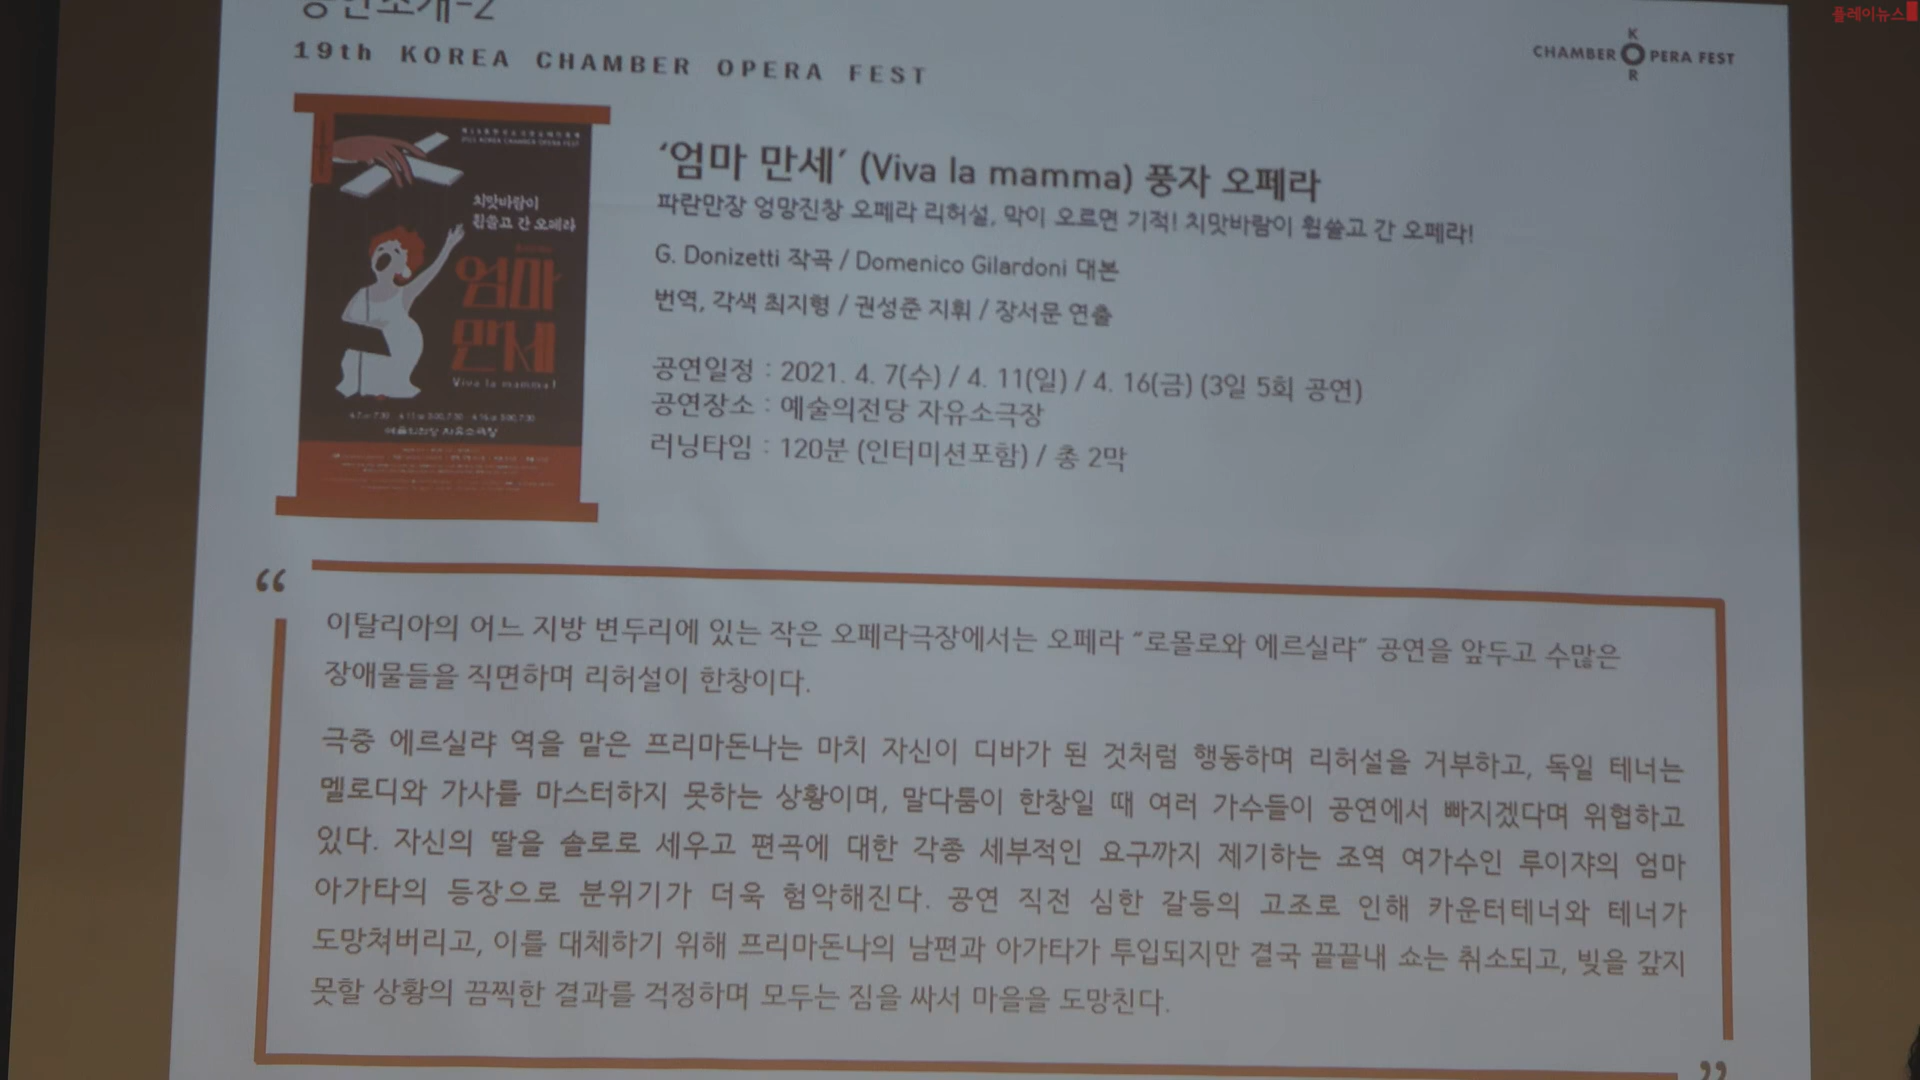 공연소개-2
19th KOREA CHAMBER OPERA FEST
KOR
CHAMBER OPERA FEST
플레이뉴스
치맛바람이
휩쓸고 간 오페라
엄마
만세
Viva la mamma!
예술의전당 자유소극장
‘엄마 만세’ (Viva la mamma) 풍자 오페라
파란만장 엉망진창 오페라 리허설, 막이 오르면 기적! 치맛바람이 휩쓸고 간 오페라!
G. Donizetti 작곡 / Domenico Gilardoni 대본
번역, 각색 최지형 / 권성준 지휘 / 장서문 연출
공연일정 : 2021. 4. 7(수) / 4. 11(일) / 4. 16(금) (3일 5회 공연)
공연장소 : 예술의전당 자유소극장
러닝타임 : 120분 (인터미션포함) / 총 2막
“
이탈리아의 어느 지방 변두리에 있는 작은 오페라극장에서는 오페라 “로몰로와 에르실랴” 공연을 앞두고 수많은
장애물들을 직면하며 리허설이 한창이다.
극중 에르실랴 역을 맡은 프리마돈나는 마치 자신이 디바가 된 것처럼 행동하며 리허설을 거부하고, 독일 테너는
멜로디와 가사를 마스터하지 못하는 상황이며, 말다툼이 한창일 때 여러 가수들이 공연에서 빠지겠다며 위협하고
있다. 자신의 딸을 솔로로 세우고 편곡에 대한 각종 세부적인 요구까지 제기하는 조역 여가수인 루이쟈의 엄마
아가타의 등장으로 분위기가 더욱 험악해진다. 공연 직전 심한 갈등의 고조로 인해 카운터테너와 테너가
도망쳐버리고, 이를 대체하기 위해 프리마돈나의 남편과 아가타가 투입되지만 결국 끝끝내 쇼는 취소되고, 빚을 갚지
못할 상황의 끔찍한 결과를 걱정하며 모두는 짐을 싸서 마을을 도망친다.
”